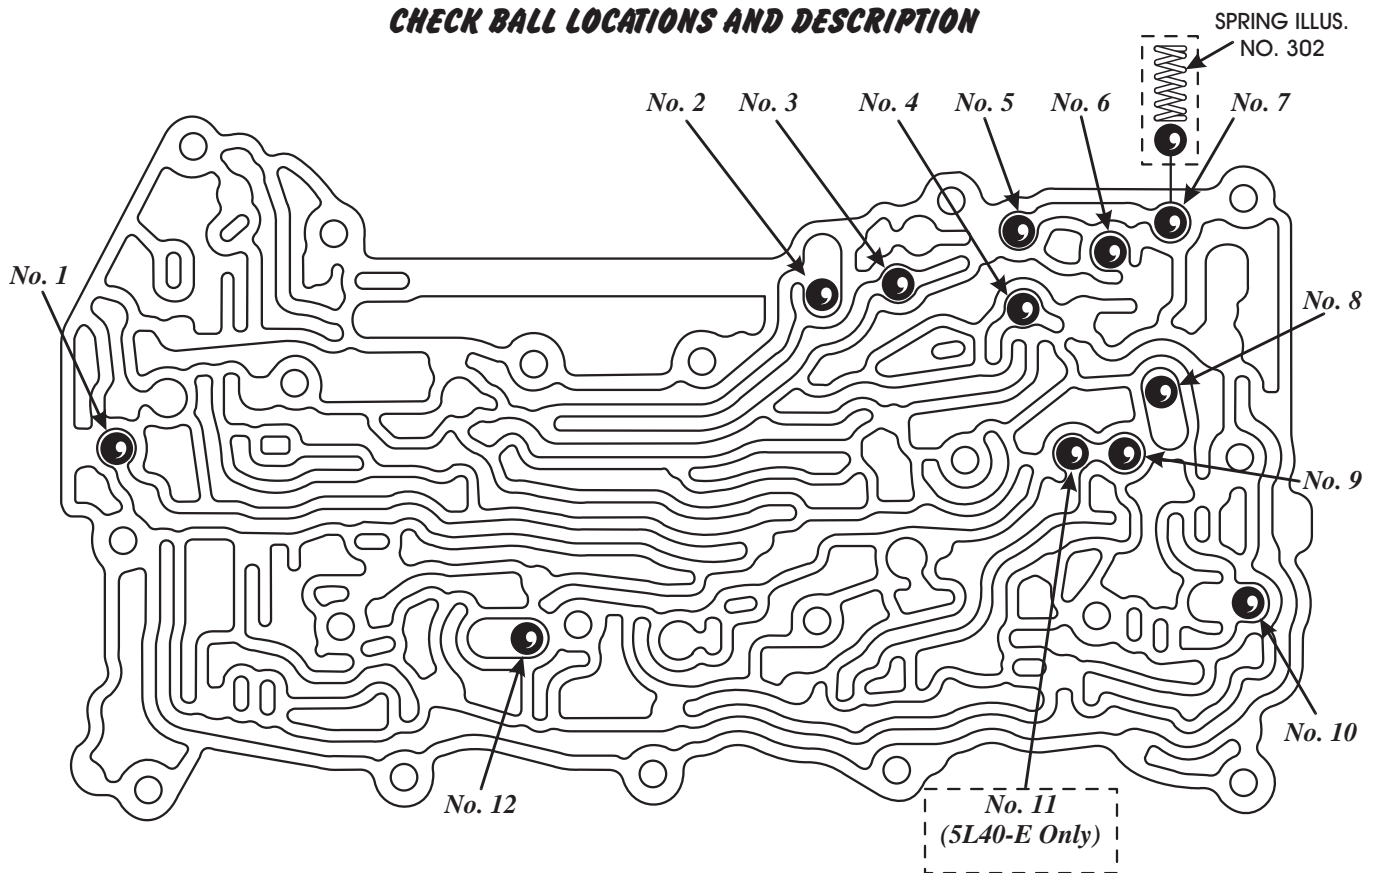 CHECK BALL LOCATIONS AND DESCRIPTION
SPRING ILLUS.
NO. 302
No. 2
No. 3
No. 4
No. 5
No. 6
No. 7
No. 1
No. 8
No. 9
No. 10
No. 12
No. 11
(5L40-E Only)